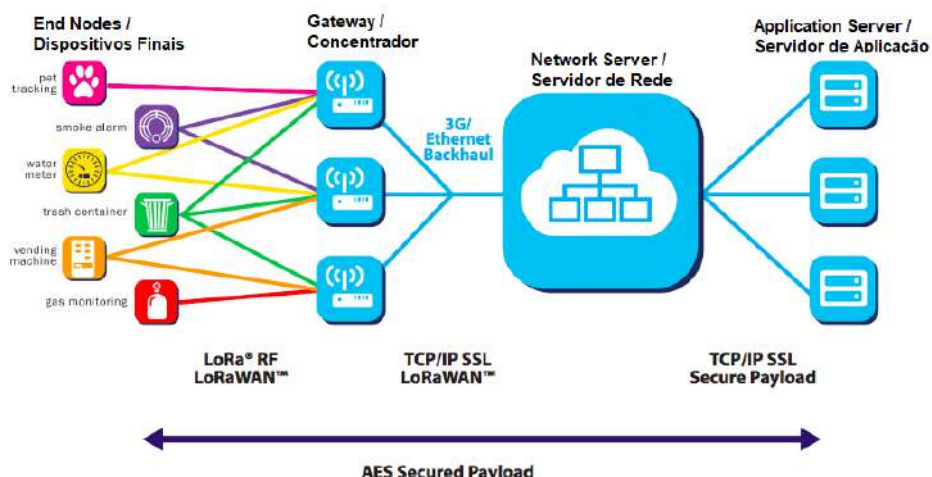 End Nodes /
Dispositivos Finais
Gateway /
Concentrador
Network Server /
Servidor de Rede
Application Server /
Servidor de Aplicação
pet
tracking
smoke alarm
water
meter
trash container
vending
machine
gas monitoring
3G/
Ethernet
Backhaul
LoRa® RF
LoRaWAN™
TCP/IP SSL
LoRaWAN™
TCP/IP SSL
Secure Payload
AES Secured Payload